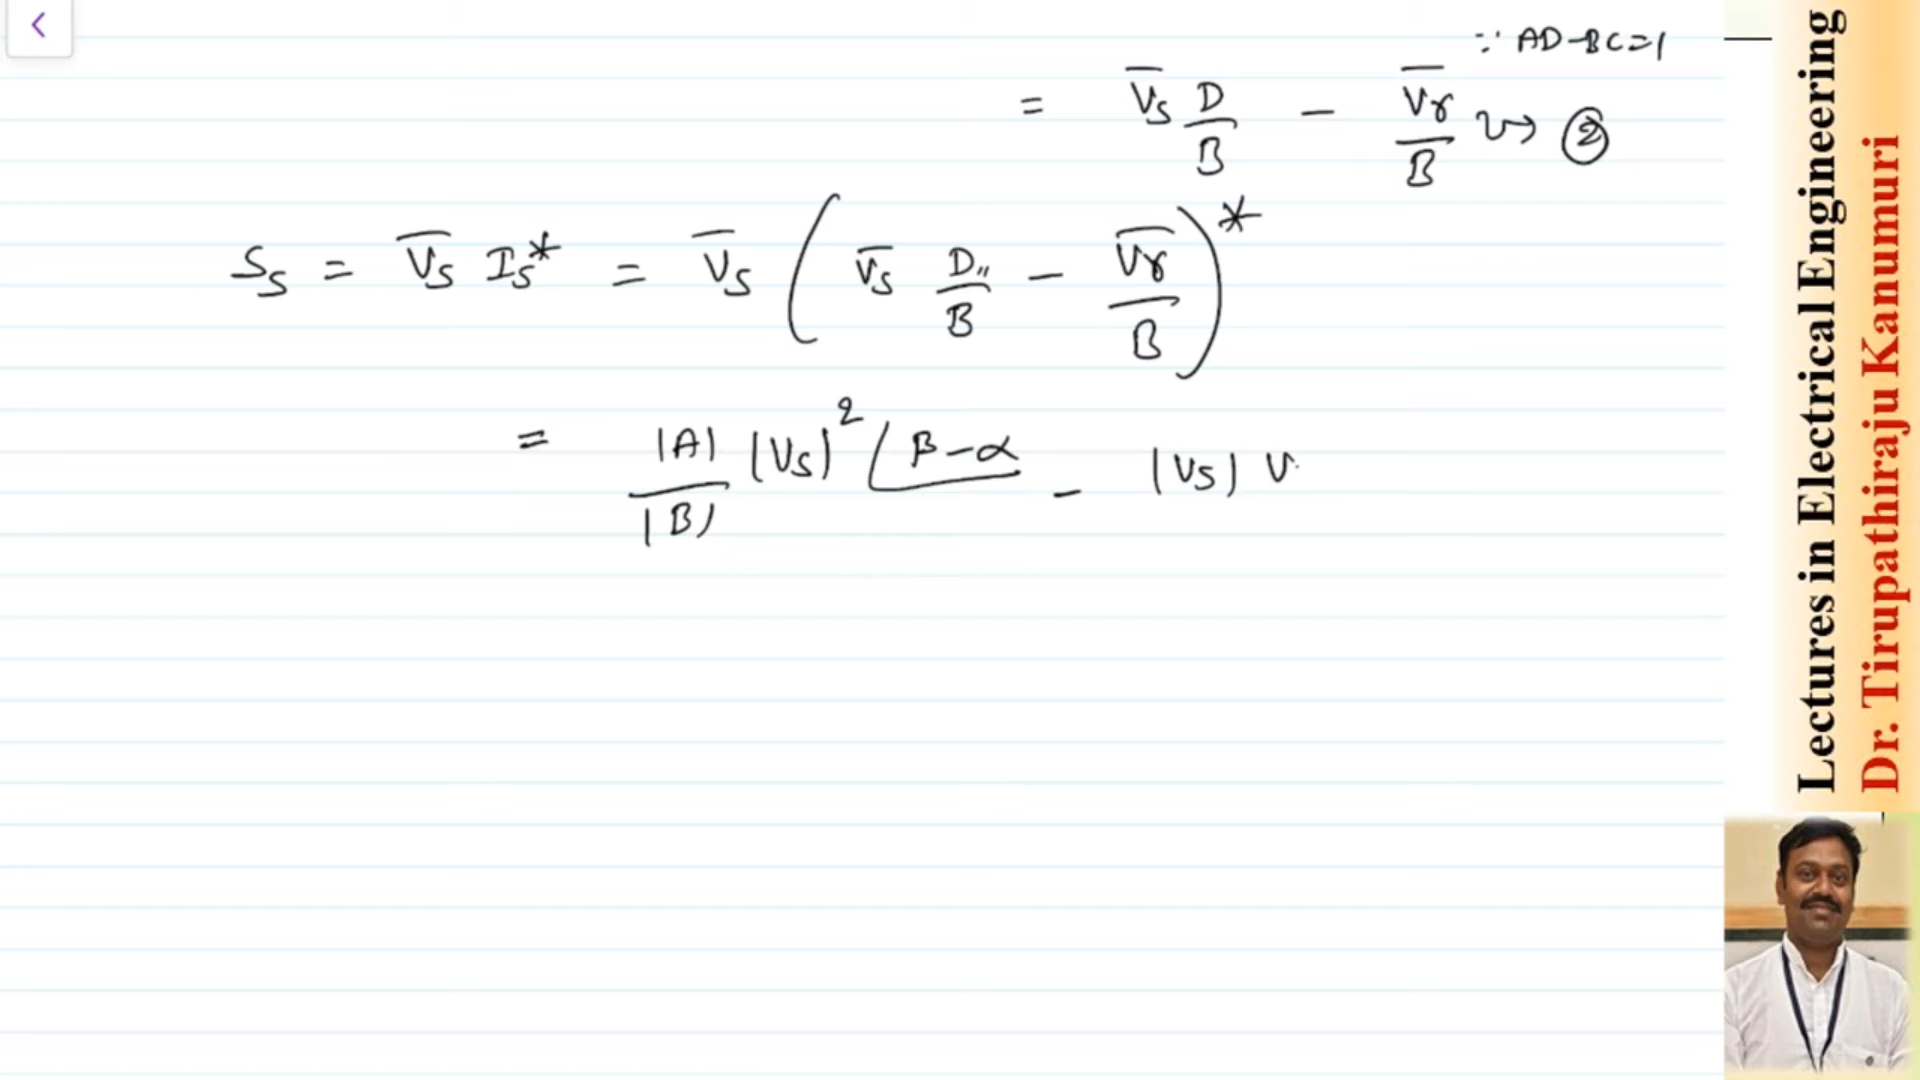 ∵ AD-BC=1
= V̅s D/B - V̅r/B → ②
Ss = V̅s Is* = V̅s ( V̅s D/B - V̅r/B )*
= |A|/|B| |Vs|² ∠β-α - |Vs| V
Lectures in Electrical Engineering
Dr. Tirupathiraju Kanumuri